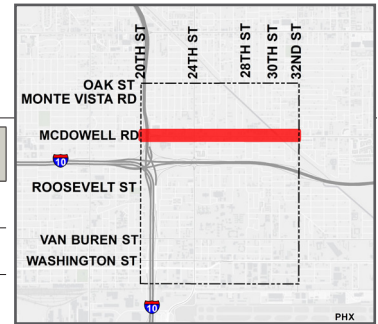 20TH ST
24TH ST
28TH ST
30TH ST
32ND ST
OAK ST
MONTE VISTA RD
MCDOWELL RD
10
ROOSEVELT ST
VAN BUREN ST
WASHINGTON ST
10
PHX